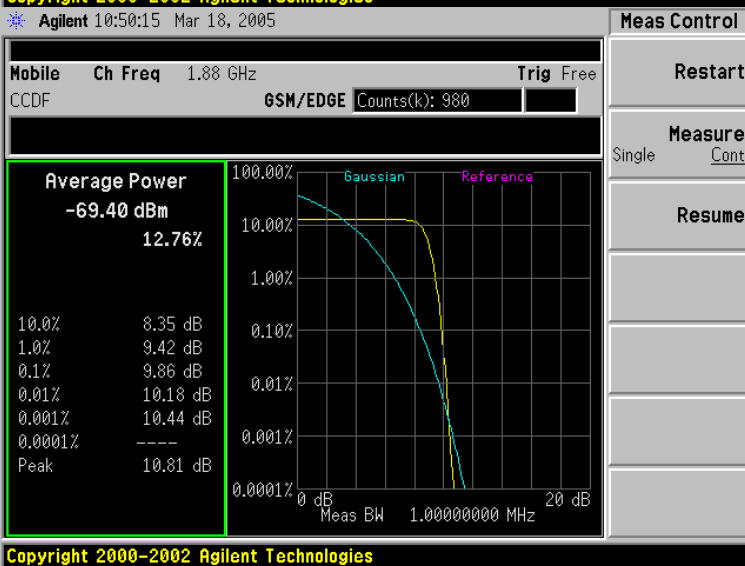 Copyright 2000-2002 Agilent Technologies
Agilent 10:50:15 Mar 18, 2005
Meas Control
Mobile Ch Freq 1.88 GHz Trig Free
CCDF GSM/EDGE Counts(k): 980
Restart
Measure
Single Cont
Resume
Average Power
-69.40 dBm
12.76%
10.0% 8.35 dB
1.0% 9.42 dB
0.1% 9.86 dB
0.01% 10.18 dB
0.001% 10.44 dB
0.0001% ----
Peak 10.81 dB
Gaussian Reference
100.00%
10.00%
1.00%
0.10%
0.01%
0.001%
0.0001%
0 dB 20 dB
Meas BW 1.00000000 MHz
Copyright 2000-2002 Agilent Technologies